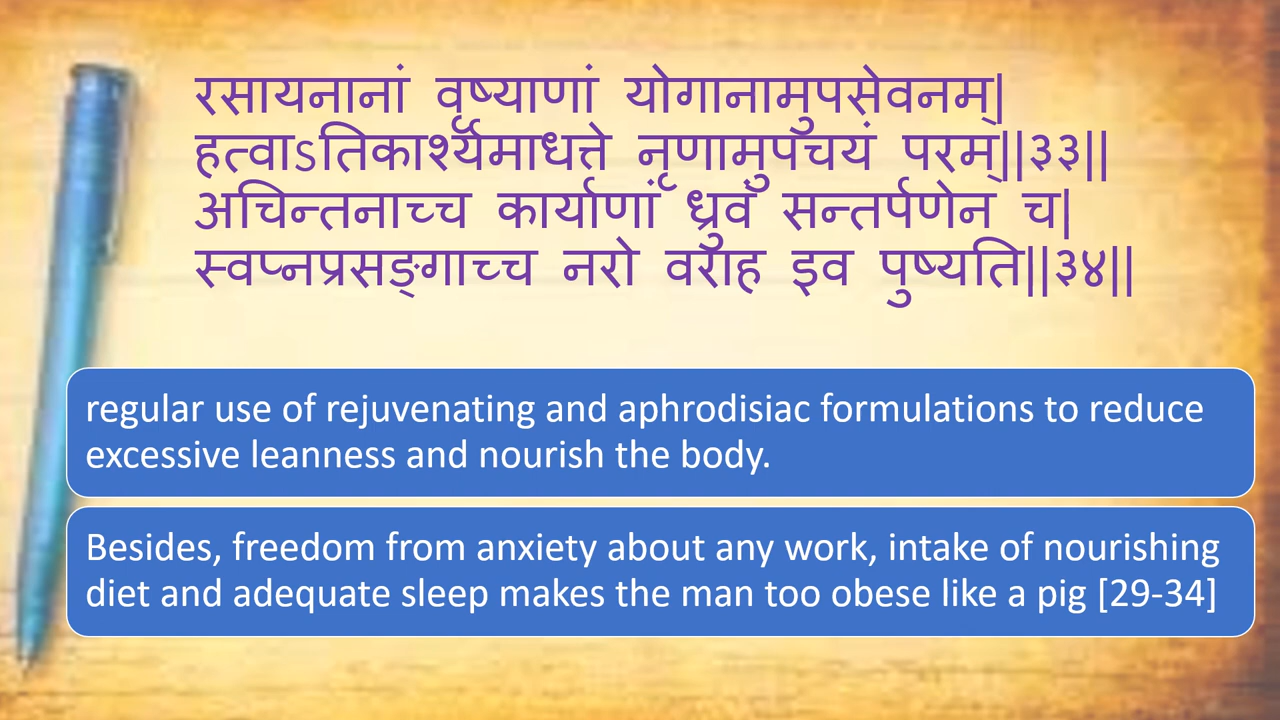 रसायनानां वृष्याणां योगानामुपसेवनम्|
हत्वाऽतिकार्श्यमाधत्ते नृणामुपचयं परम्||३३||
अचिन्तनाच्च कार्याणां ध्रुवं सन्तर्पणेन च|
स्वप्नप्रसङ्गाच्च नरो वराह इव पुष्यति||३४||
regular use of rejuvenating and aphrodisiac formulations to reduce
excessive leanness and nourish the body.
Besides, freedom from anxiety about any work, intake of nourishing
diet and adequate sleep makes the man too obese like a pig [29-34]